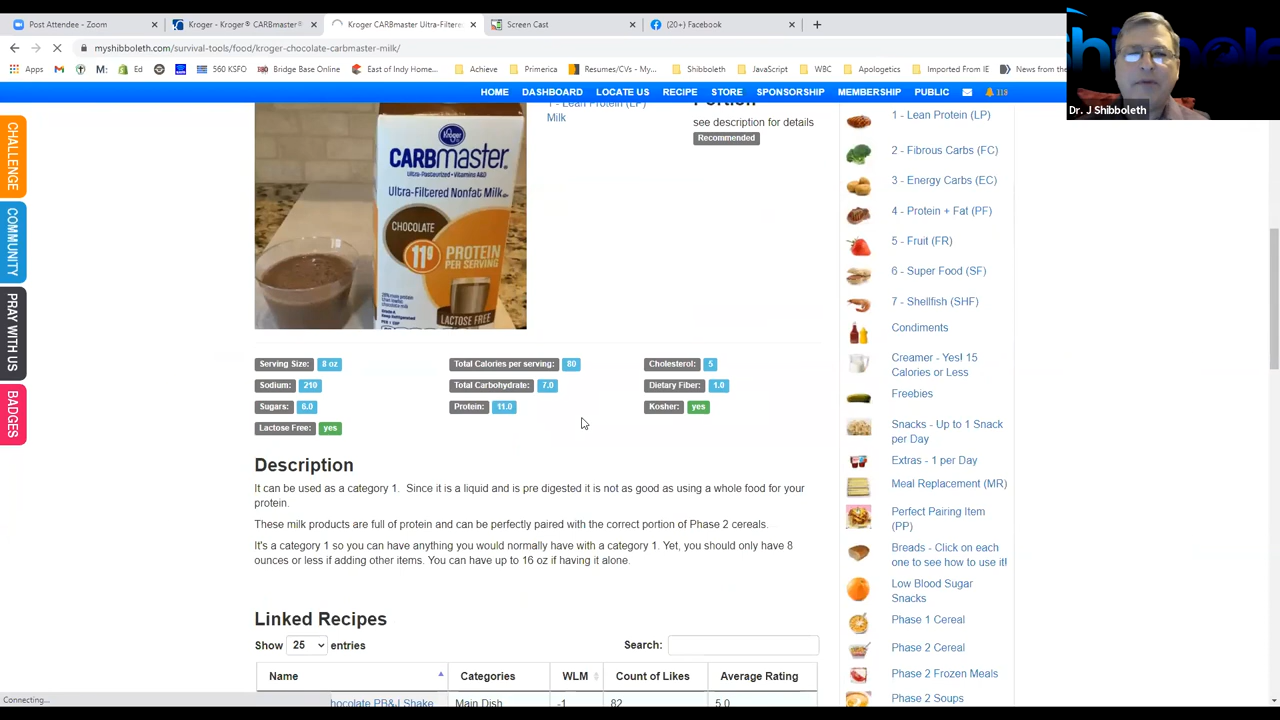 Post Attendee - Zoom
Kroger - Kroger® CARBmaster®
Kroger CARBmaster Ultra-Filtere
Screen Cast
(20+) Facebook
myshibboleth.com/survival-tools/food/kroger-chocolate-carbmaster-milk/
Apps
Ed
560 KSFO
Bridge Base Online
East of Indy Home...
Achieve
Primerica
Resumes/CVs - My...
Shibboleth
JavaScript
WBC
Apologetics
Imported From IE
News from the
Dr. J Shibboleth
HOME
DASHBOARD
LOCATE US
RECIPE
STORE
SPONSORSHIP
MEMBERSHIP
PUBLIC
118
CHALLENGE
COMMUNITY
PRAY WITH US
BADGES
Kroger
CARBmaster
Ultra-Pasteurized • Vitamins A&D
Ultra-Filtered Nonfat Milk
CHOCOLATE
11g PROTEIN
PER SERVING
LACTOSE FREE
1 - Lean Protein (LP)
Milk
Portion
see description for details
Recommended
Serving Size: 8 oz
Total Calories per serving: 80
Cholesterol: 5
Sodium: 210
Total Carbohydrate: 7.0
Dietary Fiber: 1.0
Sugars: 6.0
Protein: 11.0
Kosher: yes
Lactose Free: yes
Description
It can be used as a category 1. Since it is a liquid and is pre digested it is not as good as using a whole food for your
protein.
These milk products are full of protein and can be perfectly paired with the correct portion of Phase 2 cereals.
It's a category 1 so you can have anything you would normally have with a category 1. Yet, you should only have 8
ounces or less if adding other items. You can have up to 16 oz if having it alone.
Linked Recipes
Show 25 entries
Search:
Name
Categories
WLM
Count of Likes
Average Rating
hocolate PB&J Shake
Main Dish
-1
82
5.0
Connecting...
1 - Lean Protein (LP)
2 - Fibrous Carbs (FC)
3 - Energy Carbs (EC)
4 - Protein + Fat (PF)
5 - Fruit (FR)
6 - Super Food (SF)
7 - Shellfish (SHF)
Condiments
Creamer - Yes! 15
Calories or Less
Freebies
Snacks - Up to 1 Snack
per Day
Extras - 1 per Day
Meal Replacement (MR)
Perfect Pairing Item
(PP)
Breads - Click on each
one to see how to use it!
Low Blood Sugar
Snacks
Phase 1 Cereal
Phase 2 Cereal
Phase 2 Frozen Meals
Phase 2 Soups